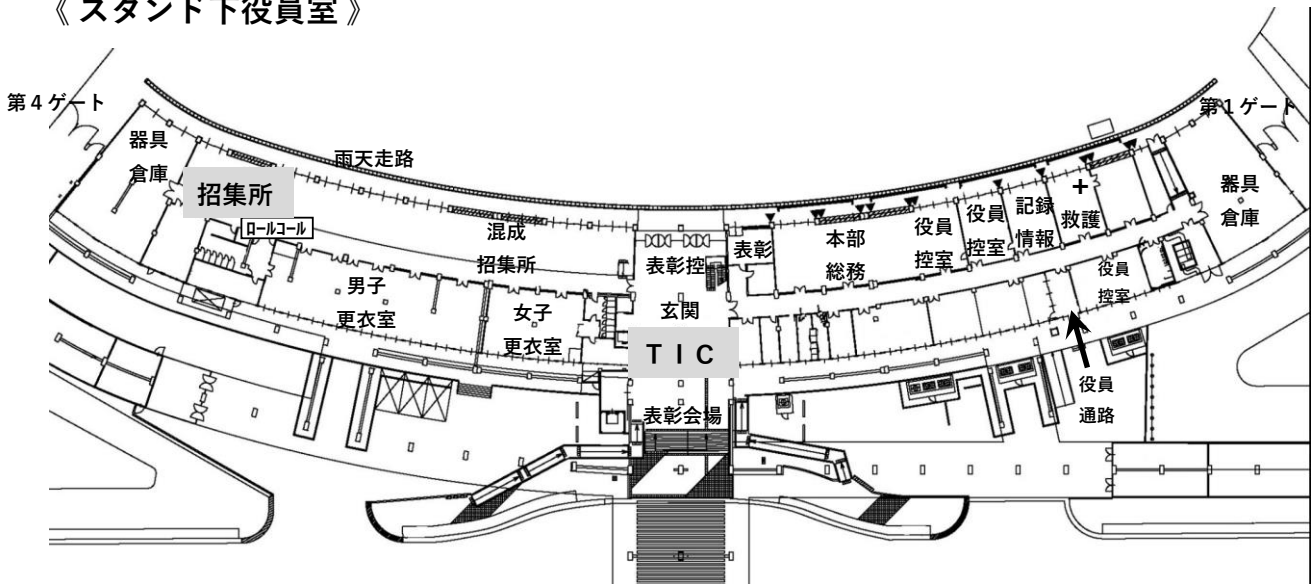 《 スタンド下役員室 》
第４ゲート
第１ゲート
器具
倉庫
招集所
ロールコール
雨天走路
混成
招集所
男子
更衣室
女子
更衣室
表彰控
玄関
ＴＩＣ
表彰会場
表彰
本部
総務
役員
控室
役員
控室
記録
情報
＋
救護
器具
倉庫
役員
控室
役員
通路